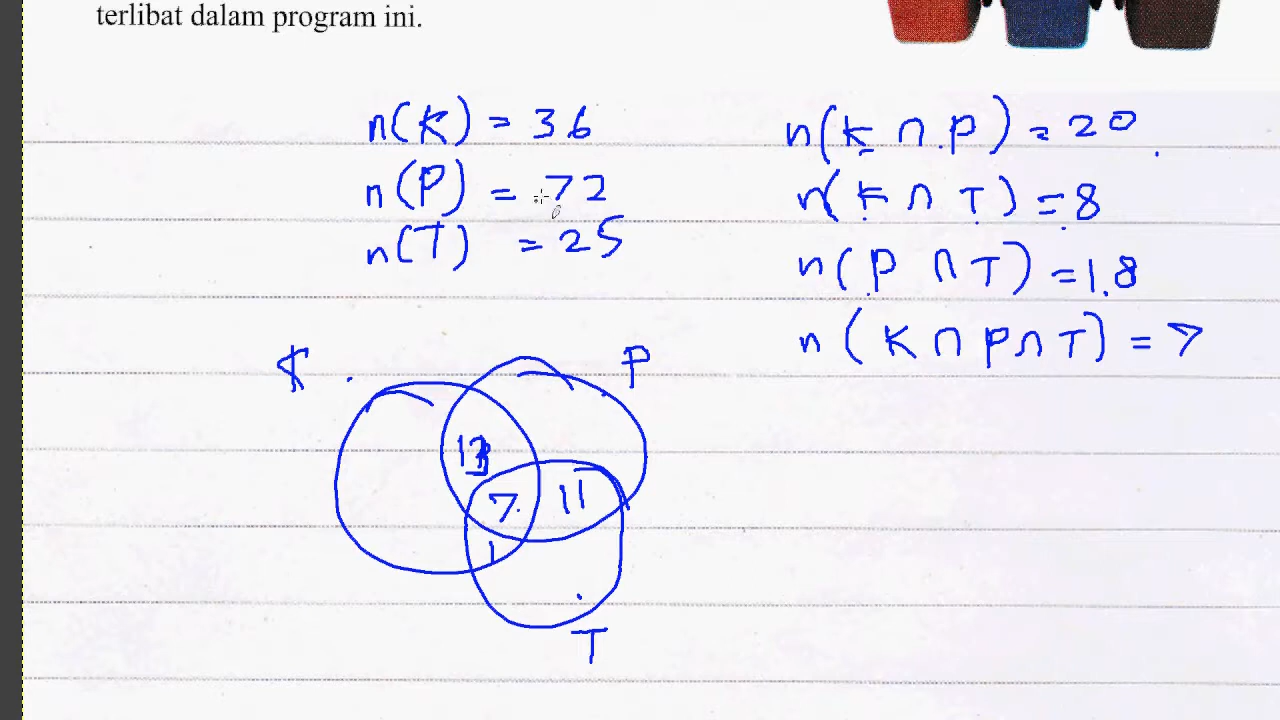 terlibat dalam program ini.
n(K) = 36
n(P) = 72
n(T) = 25
n(K ∩ P) = 20
n(K ∩ T) = 8
n(P ∩ T) = 18
n(K ∩ P ∩ T) = 7
K
P
13
7
11
1
T